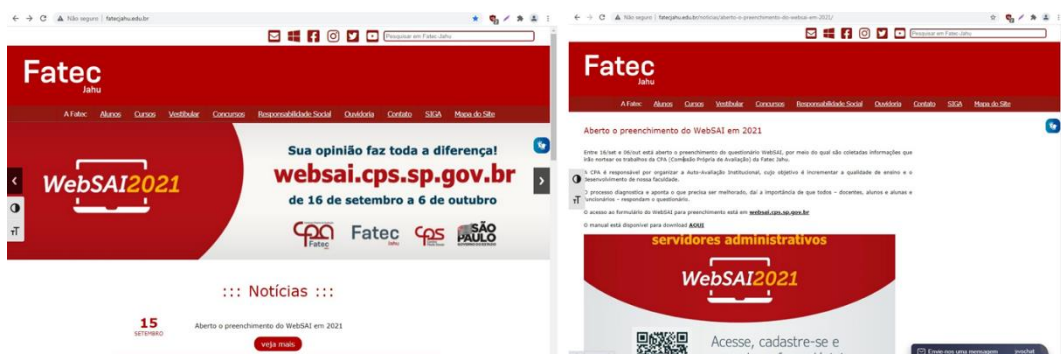 Não seguro | fatecjahu.edu.br
Pesquisar em Fatec-Jahu
Fatec
Jahu
A Fatec Alunos Cursos Vestibular Concursos Responsabilidade Social Ouvidoria Contato SIGA Mapa do Site
WebSAI2021
Sua opinião faz toda a diferença!
websai.cps.sp.gov.br
de 16 de setembro a 6 de outubro
cpa
Fatec
Fatec
Jahu
cps
SÃO PAULO
::: Notícias :::
15
SETEMBRO
Aberto o preenchimento do WebSAI em 2021
veja mais
Não seguro | fatecjahu.edu.br/noticias/aberto-o-preenchimento-do-websai-em-2021/
Pesquisar em Fatec-Jahu
Fatec
Jahu
A Fatec Alunos Cursos Vestibular Concursos Responsabilidade Social Ouvidoria Contato SIGA Mapa do Site
Aberto o preenchimento do WebSAI em 2021
Entre 16/set e 06/out está aberto o preenchimento do questionário WebSAI, por meio do qual são coletadas informações que
irão nortear os trabalhos da CPA (Comissão Própria de Avaliação) da Fatec Jahu.
A CPA é responsável por organizar a Auto-Avaliação Institucional, cujo objetivo é incrementar a qualidade de ensino e o
desenvolvimento de nossa faculdade.
O processo diagnostica e aponta o que precisa ser melhorado, daí a importância de que todos – docentes, alunos e alunas e
funcionários – respondam o questionário.
O acesso ao formulário do WebSAI para preenchimento está em websai.cps.sp.gov.br
O manual está disponível para download AQUI
servidores administrativos
WebSAI2021
Acesse, cadastre-se e
Envie-nos uma mensagem